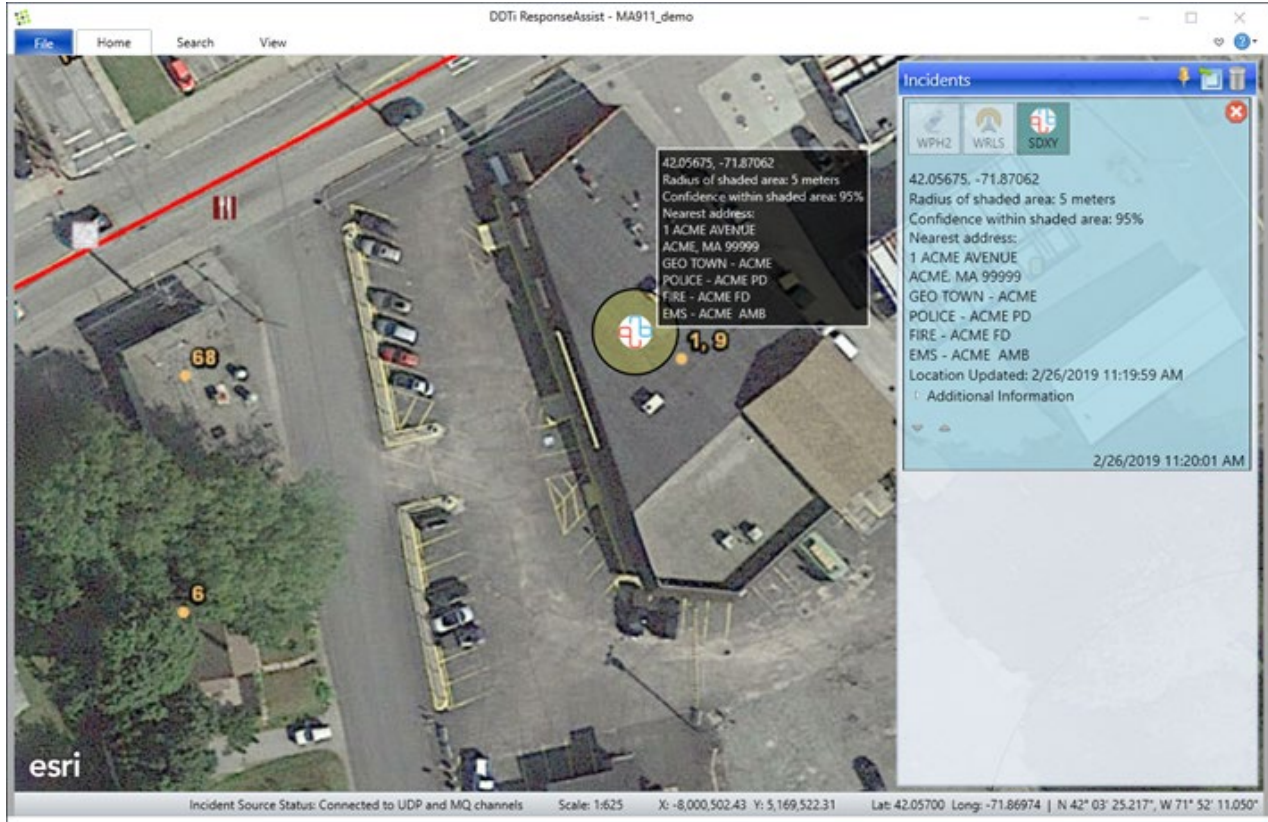 DDTi ResponseAssist - MA911_demo
File Home Search View
Incidents
WPH2 WRLS SDXY
42.05675, -71.87062
Radius of shaded area: 5 meters
Confidence within shaded area: 95%
Nearest address:
1 ACME AVENUE
ACME, MA 99999
GEO TOWN - ACME
POLICE - ACME PD
FIRE - ACME FD
EMS - ACME AMB
42.05675, -71.87062
Radius of shaded area: 5 meters
Confidence within shaded area: 95%
Nearest address:
1 ACME AVENUE
ACME, MA 99999
GEO TOWN - ACME
POLICE - ACME PD
FIRE - ACME FD
EMS - ACME AMB
Location Updated: 2/26/2019 11:19:59 AM
Additional Information
2/26/2019 11:20:01 AM
1, 9
68
6
esri
Incident Source Status: Connected to UDP and MQ channels Scale: 1:625 X: -8,000,502.43 Y: 5,169,522.31 Lat: 42.05700 Long: -71.86974 | N 42° 03' 25.217", W 71° 52' 11.050"